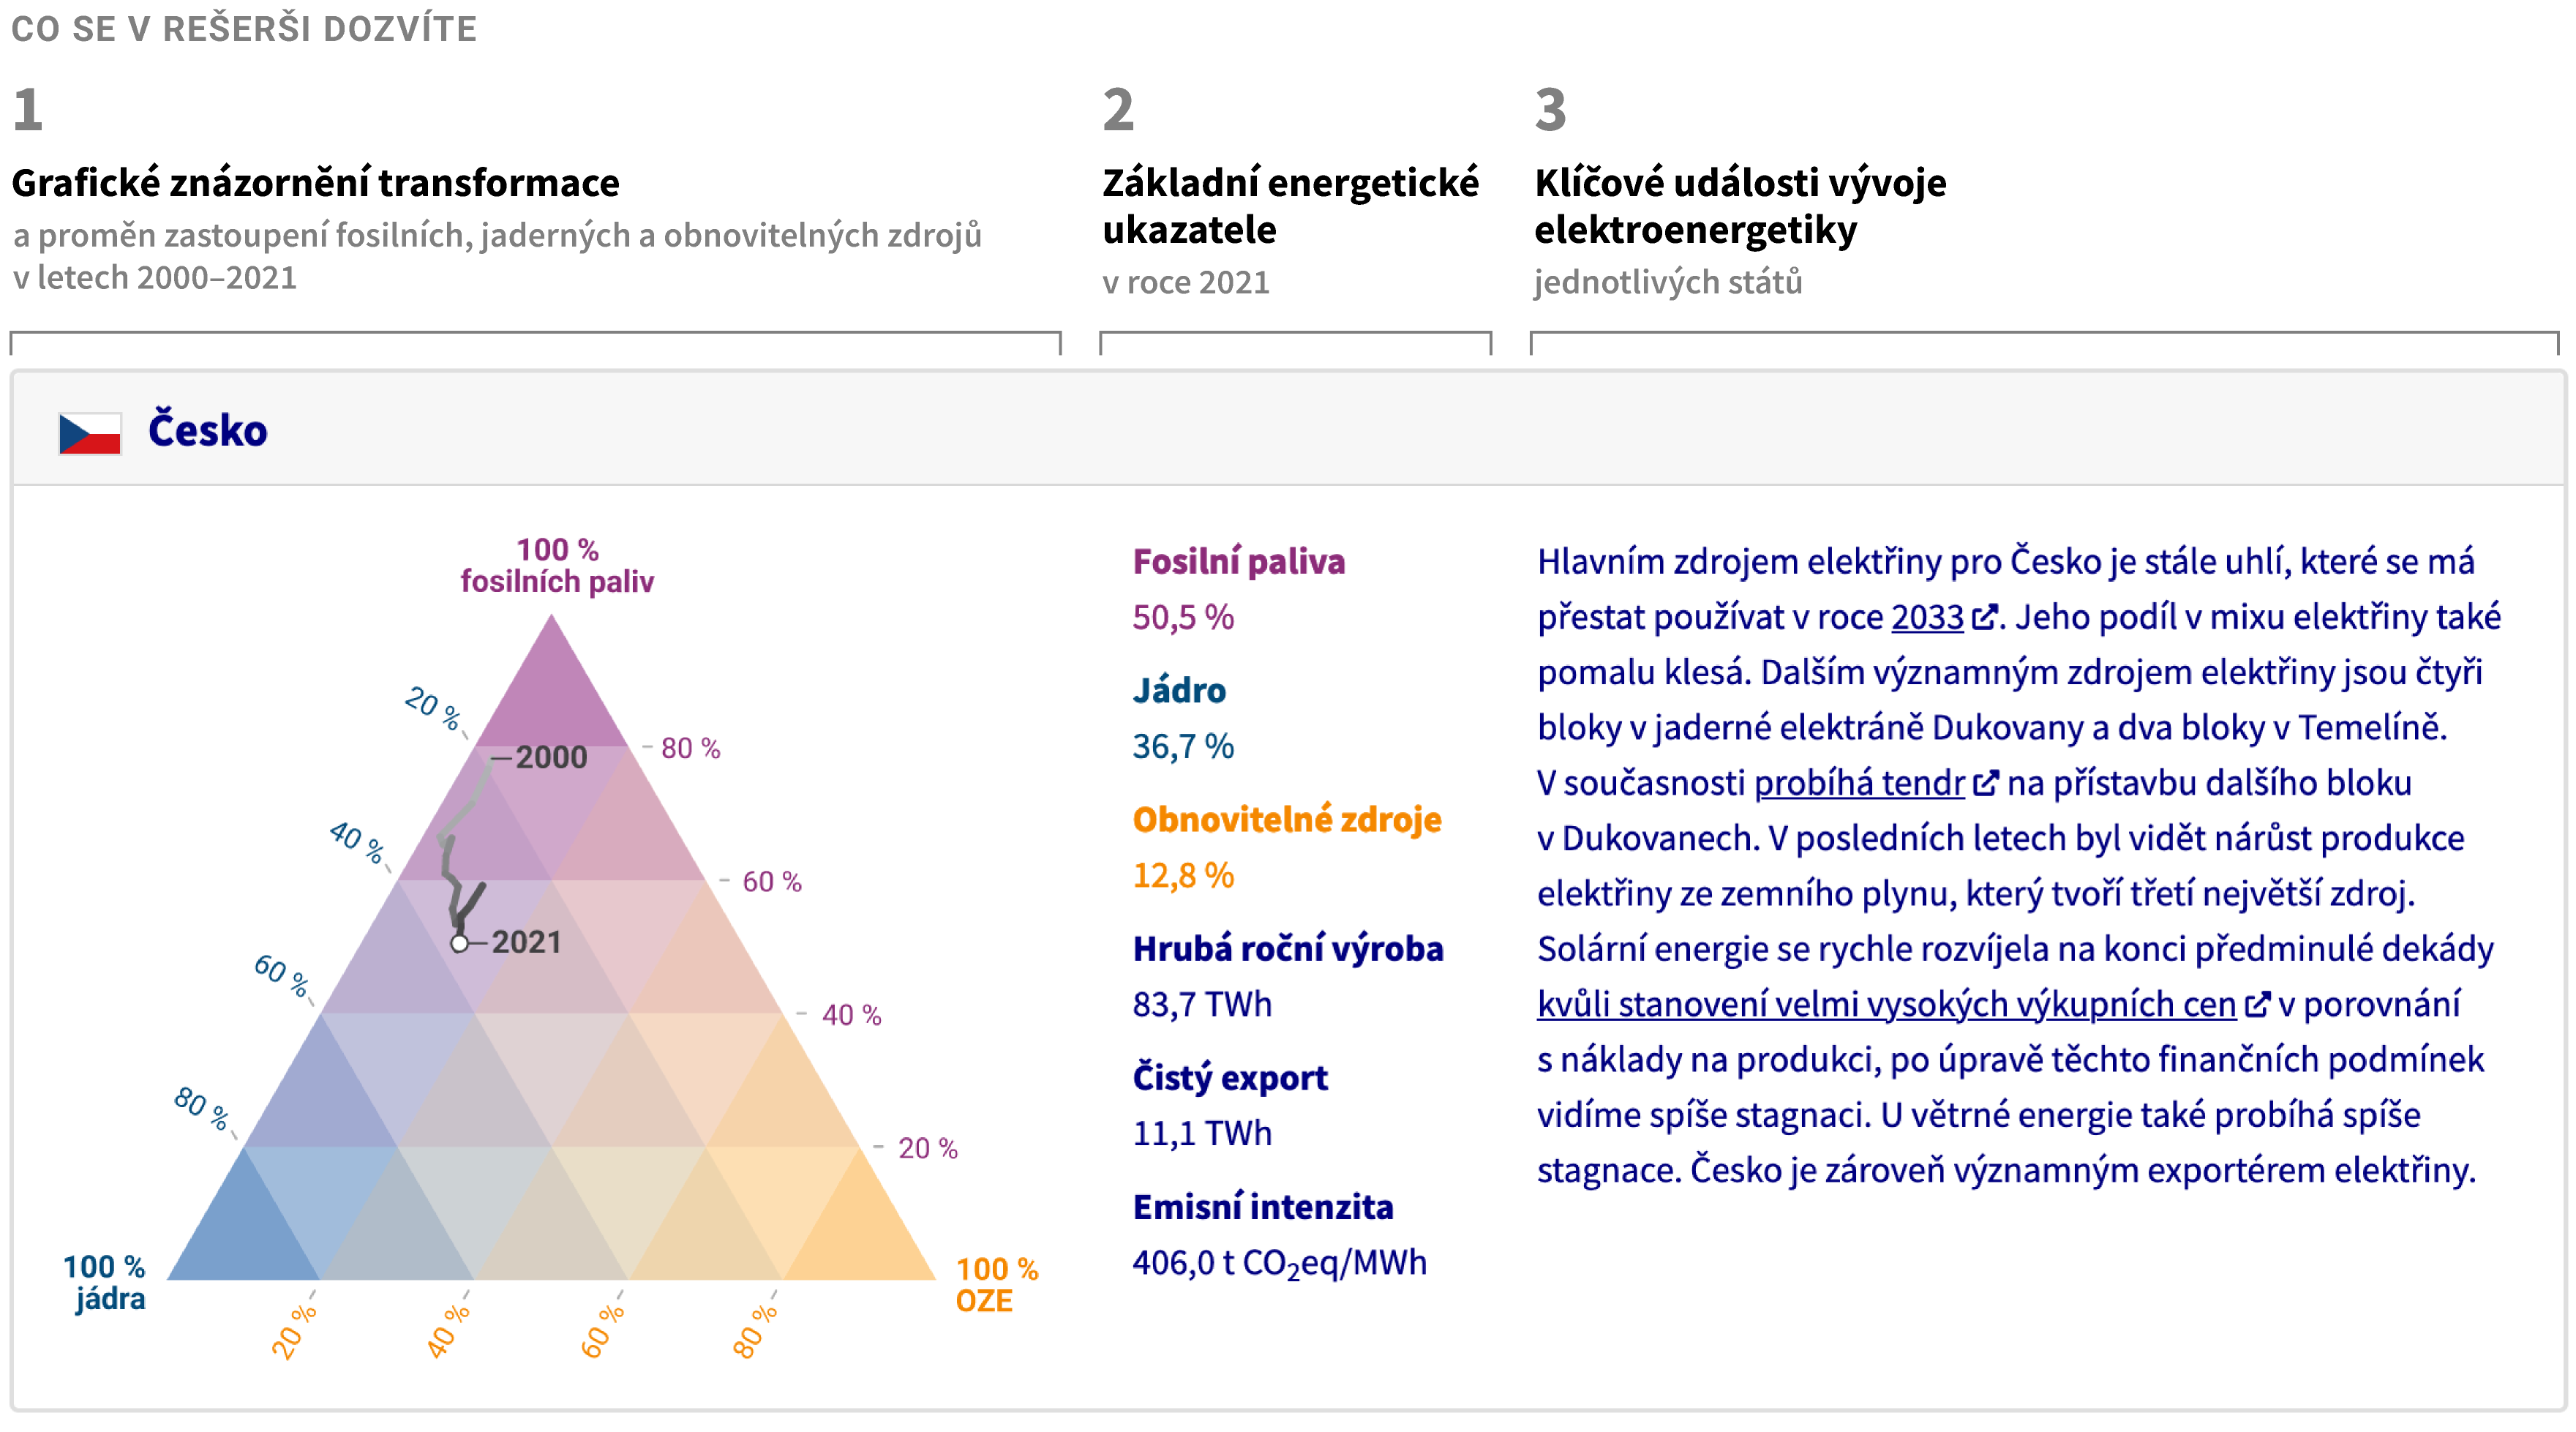 CO SE V REŠERŠI DOZVÍTE
1
Grafické znázornění transformace
a proměn zastoupení fosilních, jaderných a obnovitelných zdrojů
v letech 2000–2021
2
Základní energetické
ukazatele
v roce 2021
3
Klíčové události vývoje
elektroenergetiky
jednotlivých států
Česko
100 %
fosilních paliv
20 %
40 %
60 %
80 %
2000
2021
80 %
60 %
40 %
20 %
100 %
jádra
100 %
OZE
20 %
40 %
60 %
80 %
Fosilní paliva
50,5 %
Jádro
36,7 %
Obnovitelné zdroje
12,8 %
Hrubá roční výroba
83,7 TWh
Čistý export
11,1 TWh
Emisní intenzita
406,0 t CO₂eq/MWh
Hlavním zdrojem elektřiny pro Česko je stále uhlí, které se má
přestat používat v roce 2033. Jeho podíl v mixu elektřiny také
pomalu klesá. Dalším významným zdrojem elektřiny jsou čtyři
bloky v jaderné elektráně Dukovany a dva bloky v Temelíně.
V současnosti probíhá tendr na přístavbu dalšího bloku
v Dukovanech. V posledních letech byl vidět nárůst produkce
elektřiny ze zemního plynu, který tvoří třetí největší zdroj.
Solární energie se rychle rozvíjela na konci předminulé dekády
kvůli stanovení velmi vysokých výkupních cen v porovnání
s náklady na produkci, po úpravě těchto finančních podmínek
vidíme spíše stagnaci. U větrné energie také probíhá spíše
stagnace. Česko je zároveň významným exportérem elektřiny.